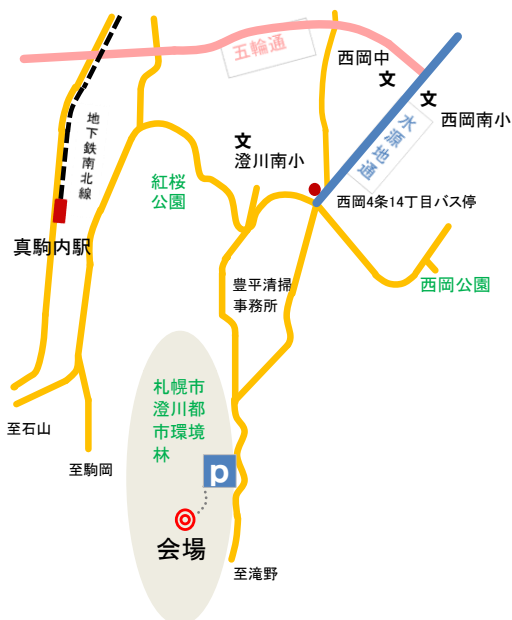 五輪通
西岡中
文
文
西岡南小
水源地通
地下鉄南北線
文
澄川南小
紅桜
公園
西岡4条14丁目バス停
真駒内駅
西岡公園
豊平清掃
事務所
札幌市
澄川都
市環境
林
至石山
至駒岡
p
会場
至滝野